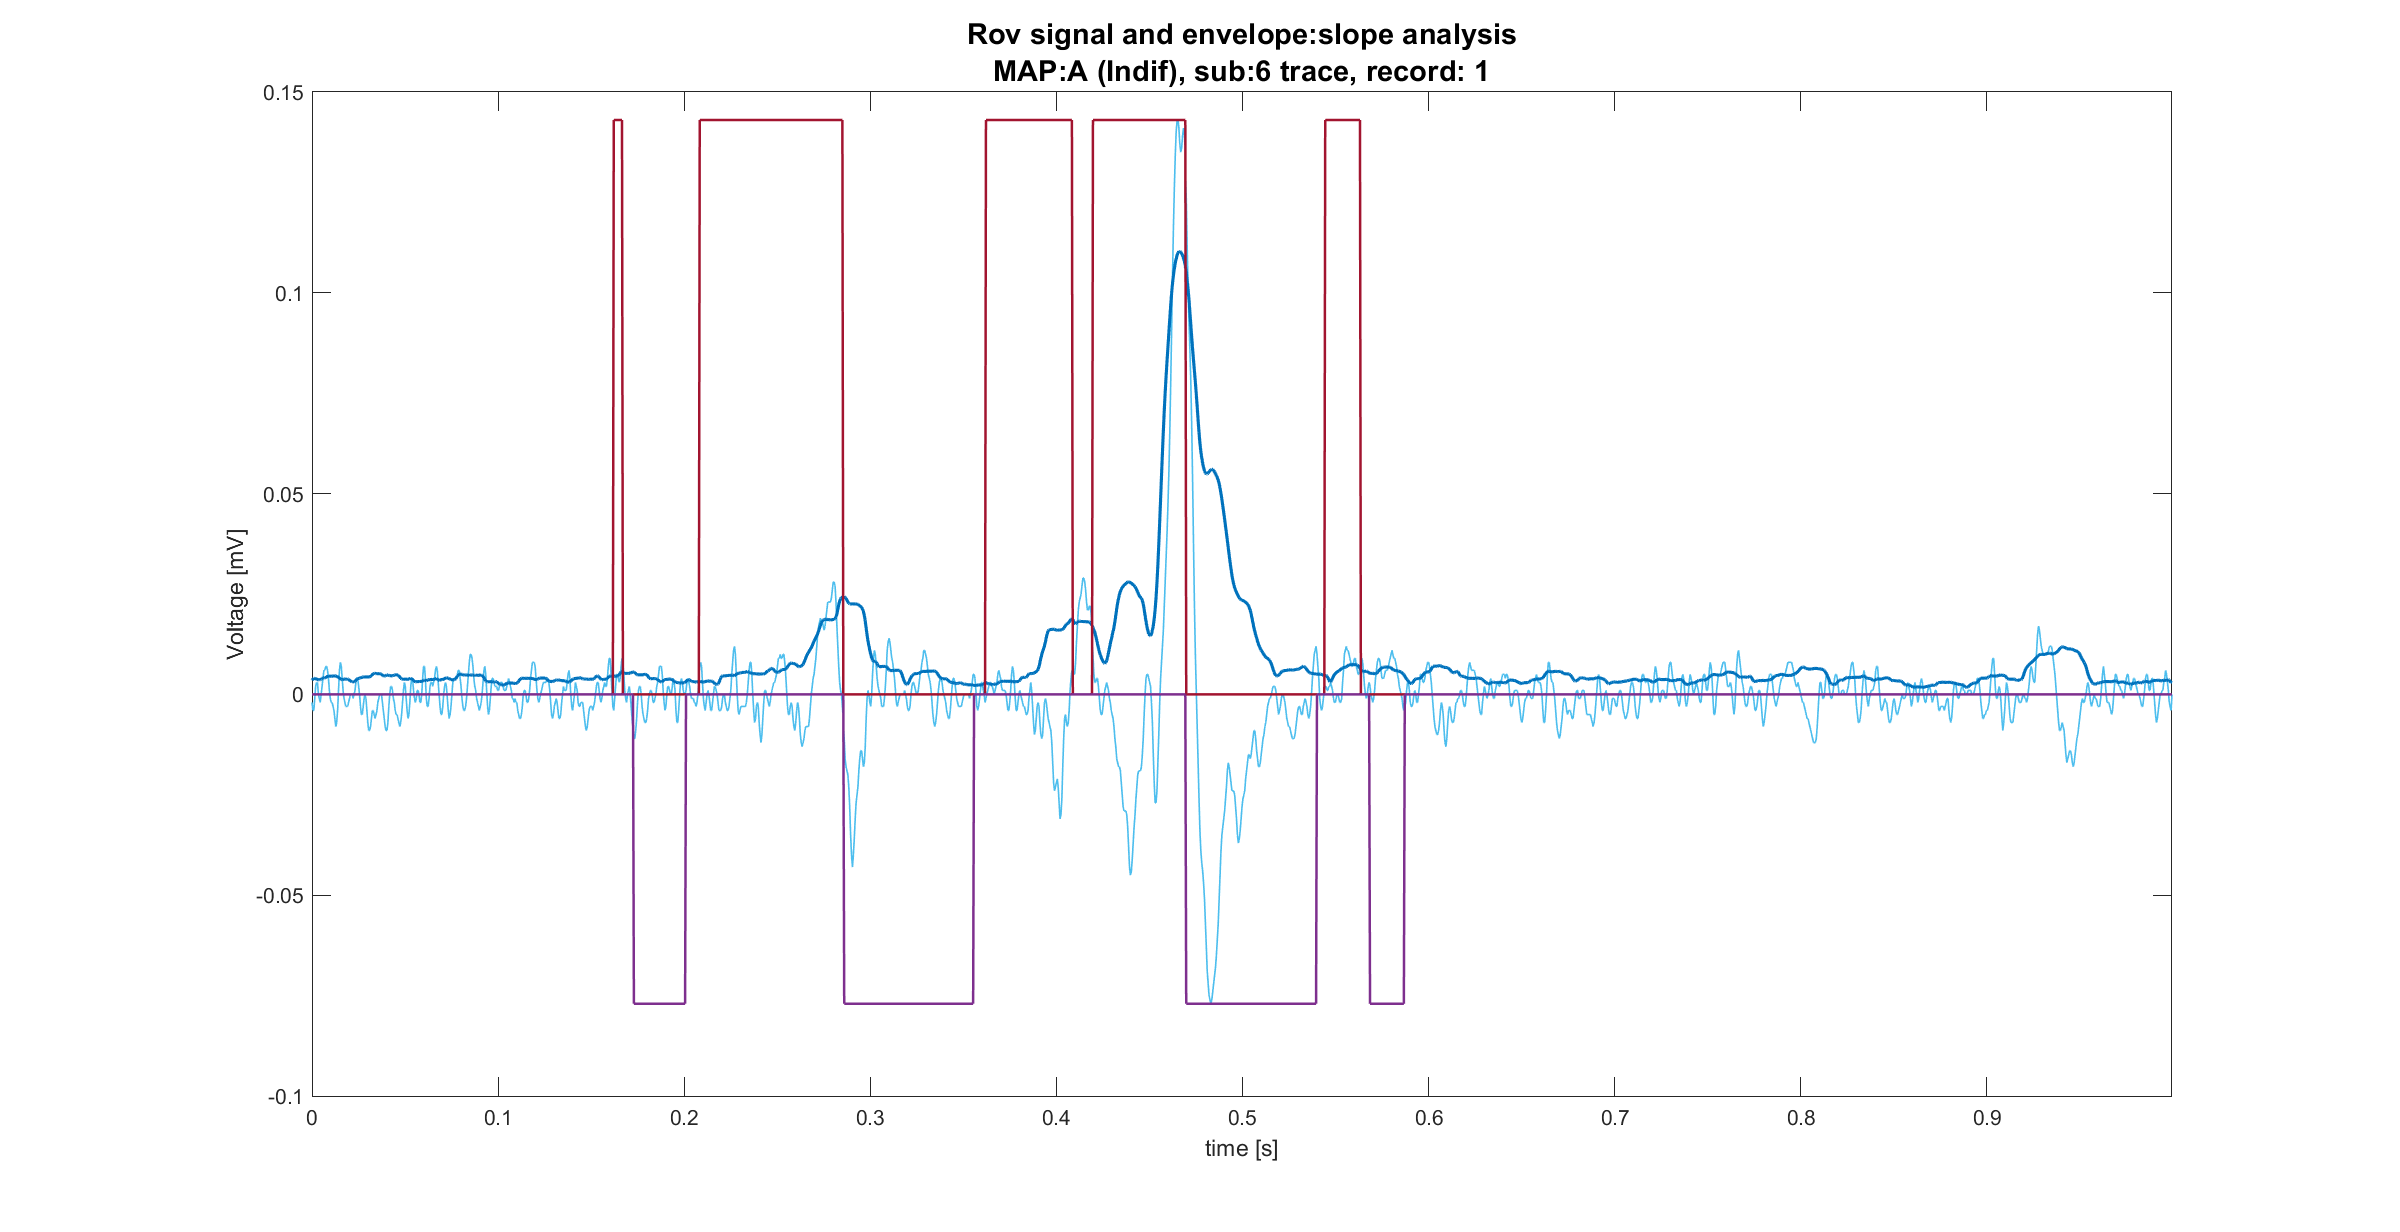 Rov signal and envelope:slope analysis
MAP:A (Indif), sub:6 trace, record: 1
0.15
0.1
0.05
0
-0.05
-0.1
Voltage [mV]
0 0.1 0.2 0.3 0.4 0.5 0.6 0.7 0.8 0.9
time [s]